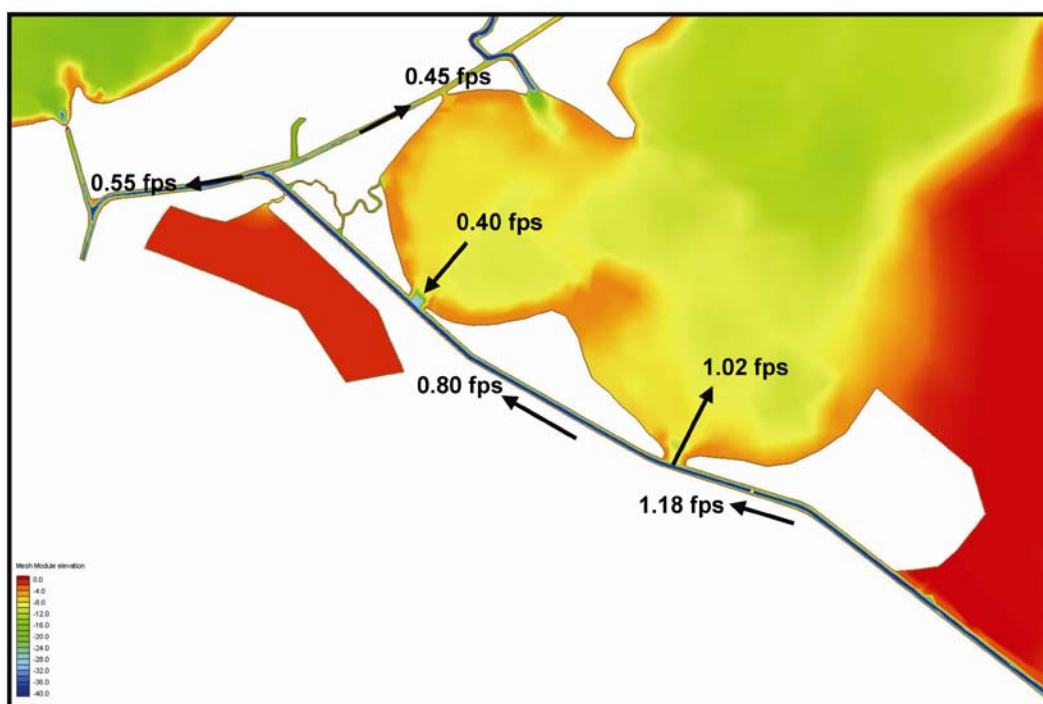 0.45 fps
0.55 fps
0.40 fps
1.02 fps
0.80 fps
1.18 fps
Mesh Module elevation
0.0
-4.0
-8.0
-12.0
-16.0
-20.0
-24.0
-28.0
-32.0
-36.0
-40.0